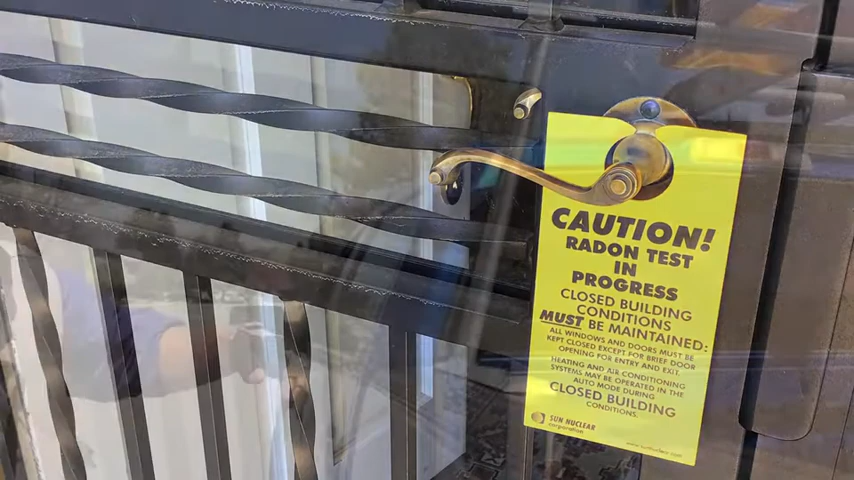 CAUTION!
RADON TEST
IN
PROGRESS
CLOSED BUILDING
CONDITIONS
MUST BE MAINTAINED:
ALL WINDOWS AND DOORS MUST BE
KEPT CLOSED EXCEPT FOR BRIEF DOOR
OPENING FOR ENTRY AND EXIT.
HEATING AND AIR CONDITIONING
SYSTEMS MAY BE OPERATED IN THE
AUTO MODE DURING
CLOSED BUILDING
CONDITIONS.
SUN NUCLEAR
corporation